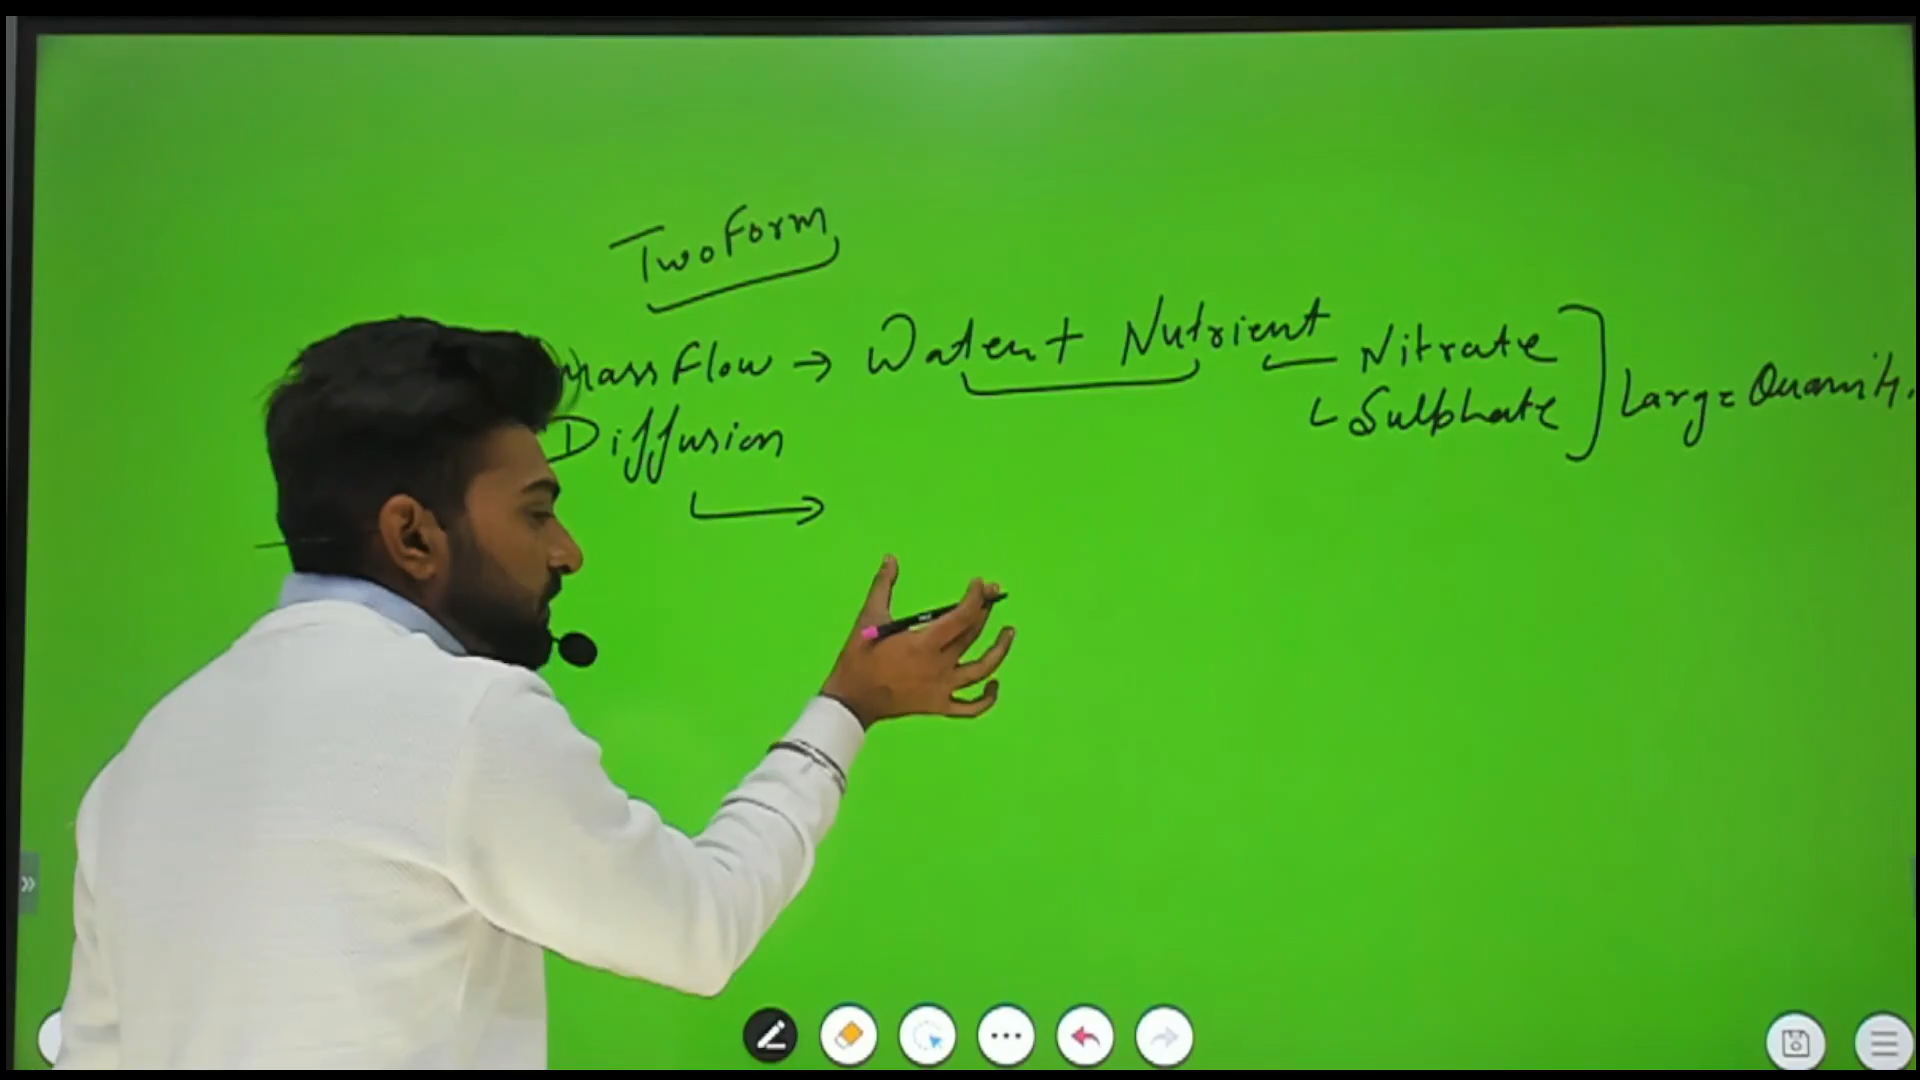 Two Form
Mass Flow → Water + Nutrient
Nitrate
Sulphate
Large Quantity.
Diffusion